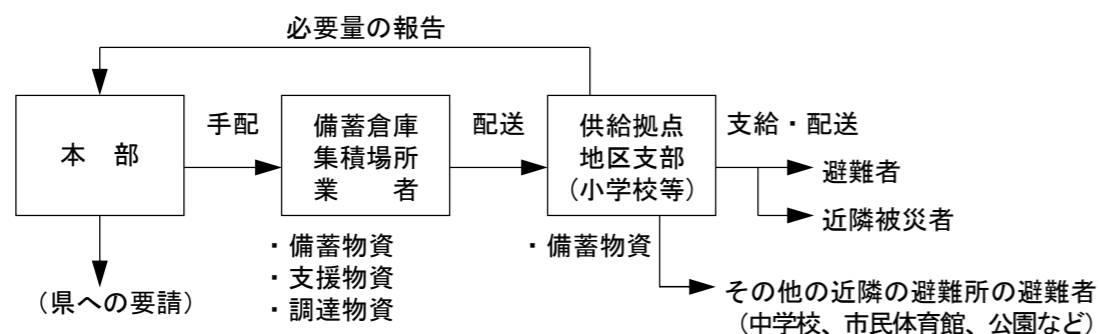 必要量の報告
本　部
手配
備蓄倉庫
集積場所
業　者
配送
供給拠点
地区支部
（小学校等）
支給・配送
避難者
近隣被災者
（県への要請）
・備蓄物資
・支援物資
・調達物資
・備蓄物資
その他の近隣の避難所の避難者
（中学校、市民体育館、公園など）